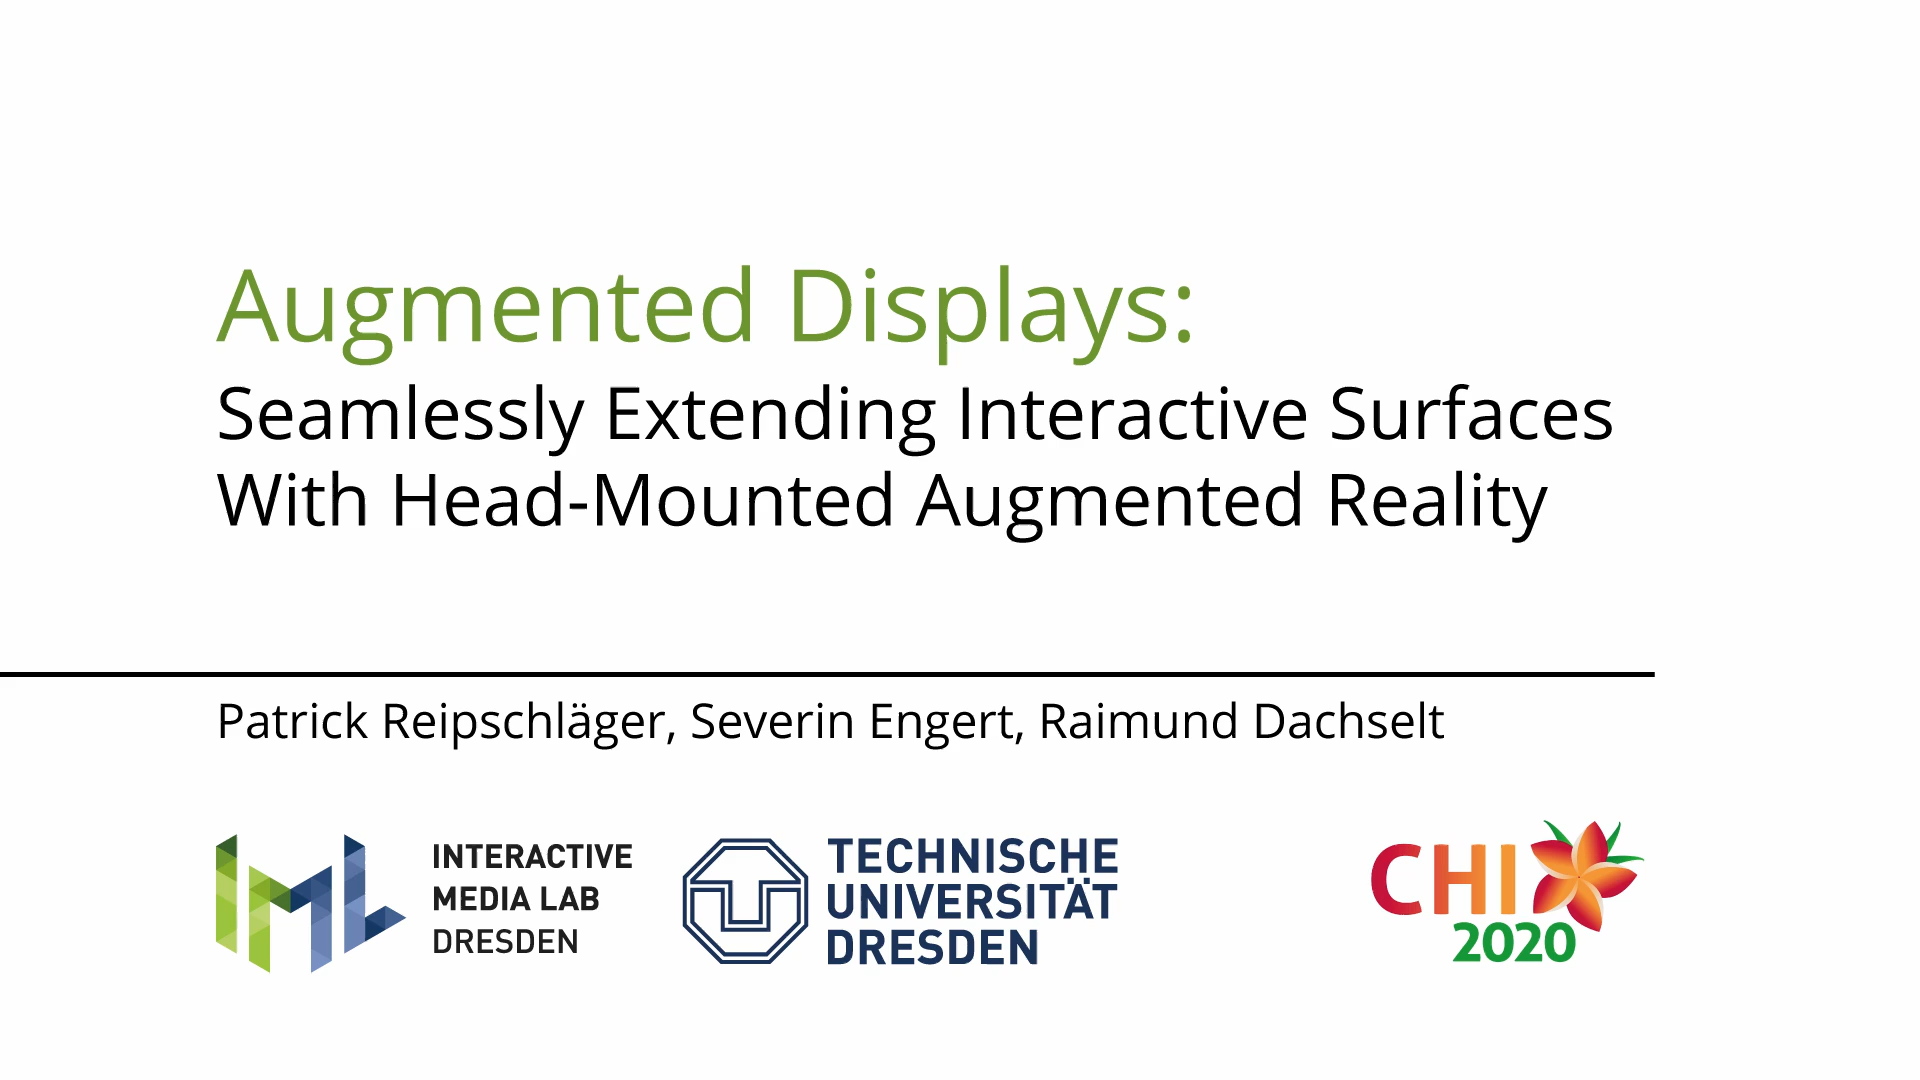 Augmented Displays:
Seamlessly Extending Interactive Surfaces
With Head-Mounted Augmented Reality
Patrick Reipschläger, Severin Engert, Raimund Dachselt
INTERACTIVE
MEDIA LAB
DRESDEN
TECHNISCHE
UNIVERSITÄT
DRESDEN
CHI
2020